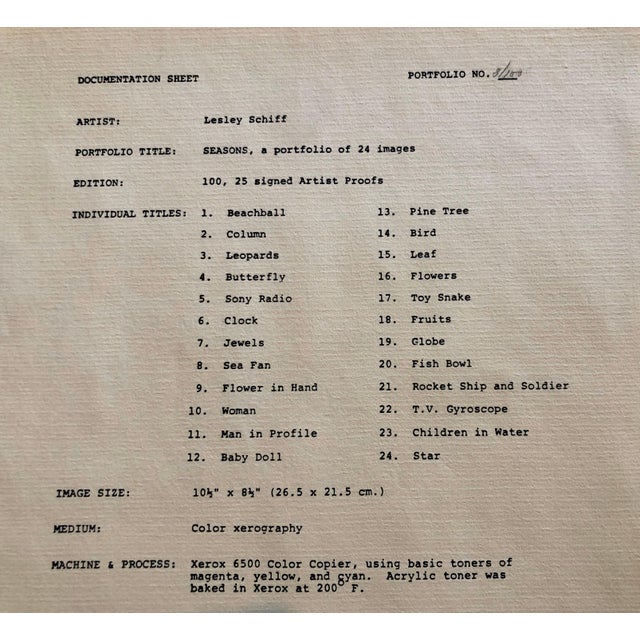 DOCUMENTATION SHEET PORTFOLIO NO. 8/100
ARTIST: Lesley Schiff
PORTFOLIO TITLE: SEASONS, a portfolio of 24 images
EDITION: 100, 25 signed Artist Proofs
INDIVIDUAL TITLES: 1. Beachball 13. Pine Tree
2. Column 14. Bird
3. Leopards 15. Leaf
4. Butterfly 16. Flowers
5. Sony Radio 17. Toy Snake
6. Clock 18. Fruits
7. Jewels 19. Globe
8. Sea Fan 20. Fish Bowl
9. Flower in Hand 21. Rocket Ship and Soldier
10. Woman 22. T.V. Gyroscope
11. Man in Profile 23. Children in Water
12. Baby Doll 24. Star
IMAGE SIZE: 10½" x 8½" (26.5 x 21.5 cm.)
MEDIUM: Color xerography
MACHINE & PROCESS: Xerox 6500 Color Copier, using basic toners of
magenta, yellow, and cyan. Acrylic toner was
baked in Xerox at 200° F.